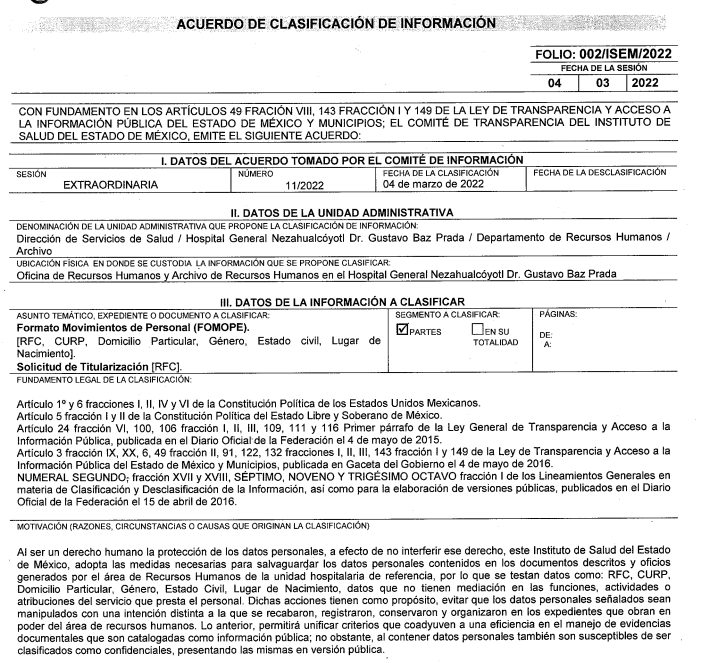 ACUERDO DE CLASIFICACIÓN DE INFORMACIÓN
FOLIO: 002/ISEM/2022
FECHA DE LA SESIÓN
04 03 2022
CON FUNDAMENTO EN LOS ARTÍCULOS 49 FRACIÓN VIII, 143 FRACCIÓN I Y 149 DE LA LEY DE TRANSPARENCIA Y ACCESO A
LA INFORMACIÓN PÚBLICA DEL ESTADO DE MÉXICO Y MUNICIPIOS; EL COMITÉ DE TRANSPARENCIA DEL INSTITUTO DE
SALUD DEL ESTADO DE MÉXICO, EMITE EL SIGUIENTE ACUERDO:
I. DATOS DEL ACUERDO TOMADO POR EL COMITÉ DE INFORMACIÓN
SESIÓN NÚMERO FECHA DE LA CLASIFICACIÓN FECHA DE LA DESCLASIFICACIÓN
EXTRAORDINARIA 11/2022 04 de marzo de 2022
II. DATOS DE LA UNIDAD ADMINISTRATIVA
DENOMINACIÓN DE LA UNIDAD ADMINISTRATIVA QUE PROPONE LA CLASIFICACIÓN DE INFORMACIÓN:
Dirección de Servicios de Salud / Hospital General Nezahualcóyotl Dr. Gustavo Baz Prada / Departamento de Recursos Humanos /
Archivo
UBICACIÓN FÍSICA EN DONDE SE CUSTODIA LA INFORMACIÓN QUE SE PROPONE CLASIFICAR:
Oficina de Recursos Humanos y Archivo de Recursos Humanos en el Hospital General Nezahualcóyotl Dr. Gustavo Baz Prada
III. DATOS DE LA INFORMACIÓN A CLASIFICAR
ASUNTO TEMÁTICO, EXPEDIENTE O DOCUMENTO A CLASIFICAR: SEGMENTO A CLASIFICAR: PÁGINAS:
Formato Movimientos de Personal (FOMOPE). PARTES EN SU TOTALIDAD DE:
[RFC, CURP, Domicilio Particular, Género, Estado civil, Lugar de A:
Nacimiento].
Solicitud de Titularización [RFC].
FUNDAMENTO LEGAL DE LA CLASIFICACIÓN:
Artículo 1º y 6 fracciones I, II, IV y VI de la Constitución Política de los Estados Unidos Mexicanos.
Artículo 5 fracción I y II de la Constitución Política del Estado Libre y Soberano de México.
Artículo 24 fracción VI, 100, 106 fracción I, II, III, 109, 111 y 116 Primer párrafo de la Ley General de Transparencia y Acceso a la
Información Pública, publicada en el Diario Oficial de la Federación el 4 de mayo de 2015.
Artículo 3 fracción IX, XX, 6, 49 fracción II, 91, 122, 132 fracciones I, II, III, 143 fracción I y 149 de la Ley de Transparencia y Acceso a la
Información Pública del Estado de México y Municipios, publicada en Gaceta del Gobierno el 4 de mayo de 2016.
NUMERAL SEGUNDO, fracción XVII y XVIII, SÉPTIMO, NOVENO Y TRIGÉSIMO OCTAVO fracción I de los Lineamientos Generales en
materia de Clasificación y Desclasificación de la Información, así como para la elaboración de versiones públicas, publicados en el Diario
Oficial de la Federación el 15 de abril de 2016.
MOTIVACIÓN (RAZONES, CIRCUNSTANCIAS O CAUSAS QUE ORIGINAN LA CLASIFICACIÓN)
Al ser un derecho humano la protección de los datos personales, a efecto de no interferir ese derecho, este Instituto de Salud del Estado
de México, adopta las medidas necesarias para salvaguardar los datos personales contenidos en los documentos descritos y oficios
generados por el área de Recursos Humanos de la unidad hospitalaria de referencia, por lo que se testan datos como: RFC, CURP,
Domicilio Particular, Género, Estado Civil, Lugar de Nacimiento, datos que no tienen mediación en las funciones, actividades o
atribuciones del servicio que presta el personal. Dichas acciones tienen como propósito, evitar que los datos personales señalados sean
manipulados con una intención distinta a la que se recabaron, registraron, conservaron y organizaron en los expedientes que obran en
poder del área de recursos humanos. Lo anterior, permitirá unificar criterios que coadyuven a una eficiencia en el manejo de evidencias
documentales que son catalogadas como información pública; no obstante, al contener datos personales también son susceptibles de ser
clasificados como confidenciales, presentando las mismas en versión pública.